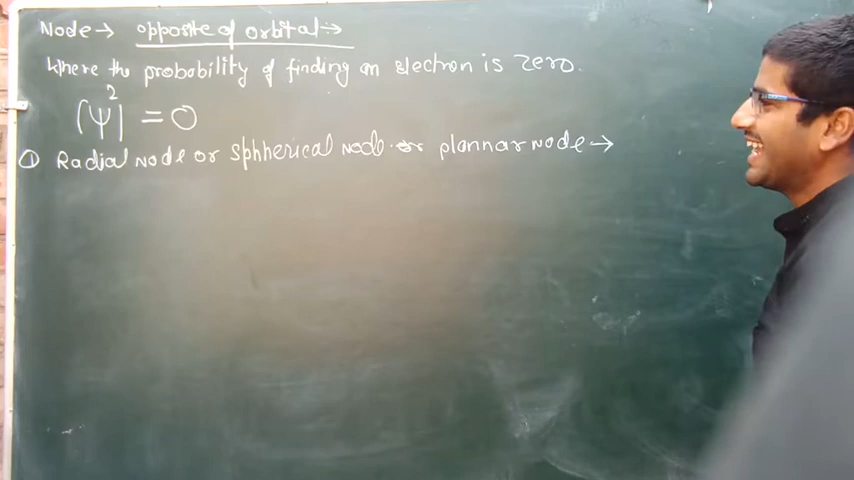 Node → opposite of orbital →
Where the probability of finding an electron is zero.
|Ψ|² = 0
① Radial node or sphherical node. or plannar node →